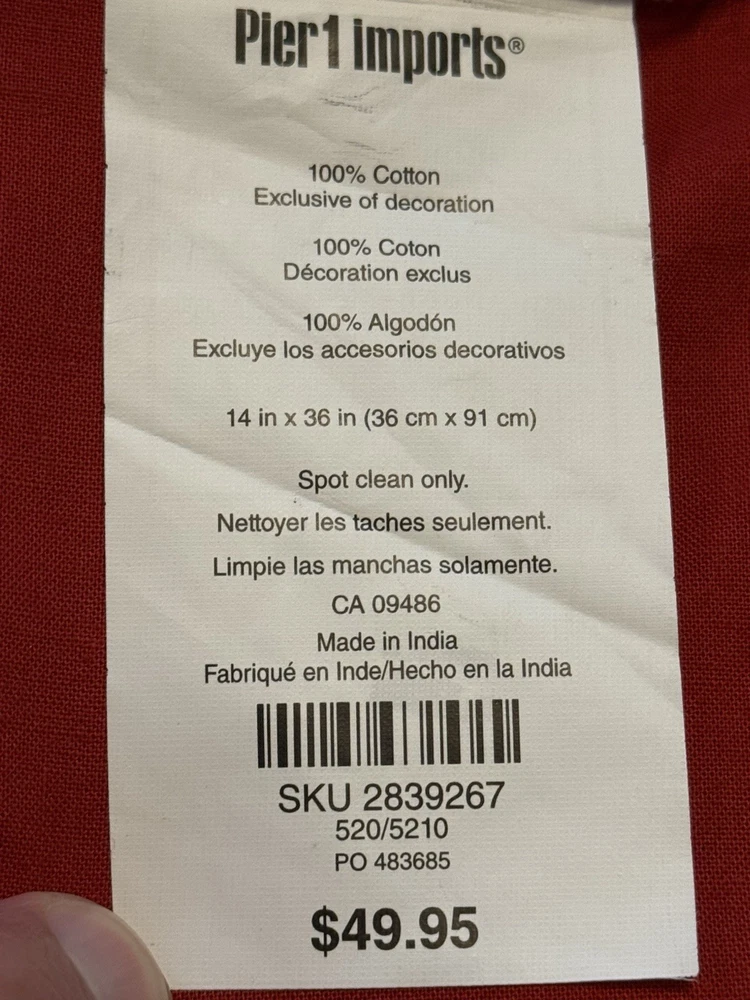 Pier1 imports®
100% Cotton
Exclusive of decoration
100% Coton
Décoration exclus
100% Algodón
Excluye los accesorios decorativos
14 in x 36 in (36 cm x 91 cm)
Spot clean only.
Nettoyer les taches seulement.
Limpie las manchas solamente.
CA 09486
Made in India
Fabriqué en Inde/Hecho en la India
SKU 2839267
520/5210
PO 483685
$49.95